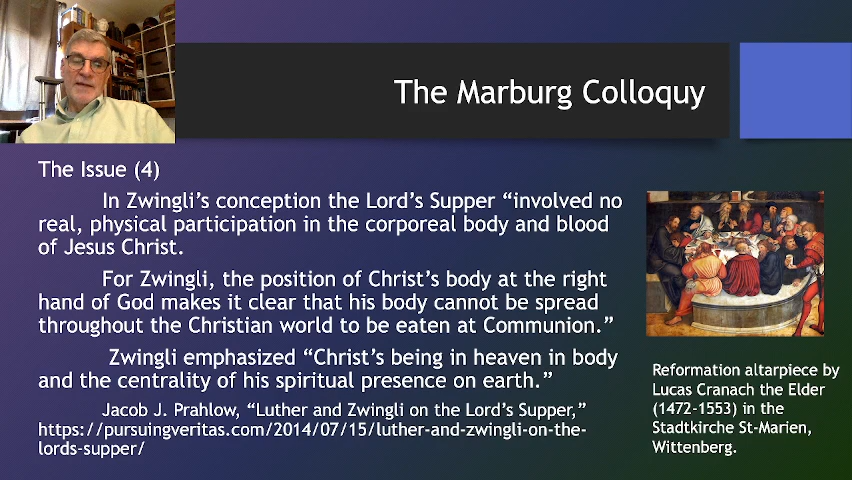 The Marburg Colloquy
The Issue (4)
In Zwingli’s conception the Lord’s Supper “involved no
real, physical participation in the corporeal body and blood
of Jesus Christ.
For Zwingli, the position of Christ’s body at the right
hand of God makes it clear that his body cannot be spread
throughout the Christian world to be eaten at Communion.”
Zwingli emphasized “Christ’s being in heaven in body
and the centrality of his spiritual presence on earth.”
Jacob J. Prahlow, “Luther and Zwingli on the Lord’s Supper,”
https://pursuingveritas.com/2014/07/15/luther-and-zwingli-on-the-
lords-supper/
Reformation altarpiece by
Lucas Cranach the Elder
(1472-1553) in the
Stadtkirche St-Marien,
Wittenberg.